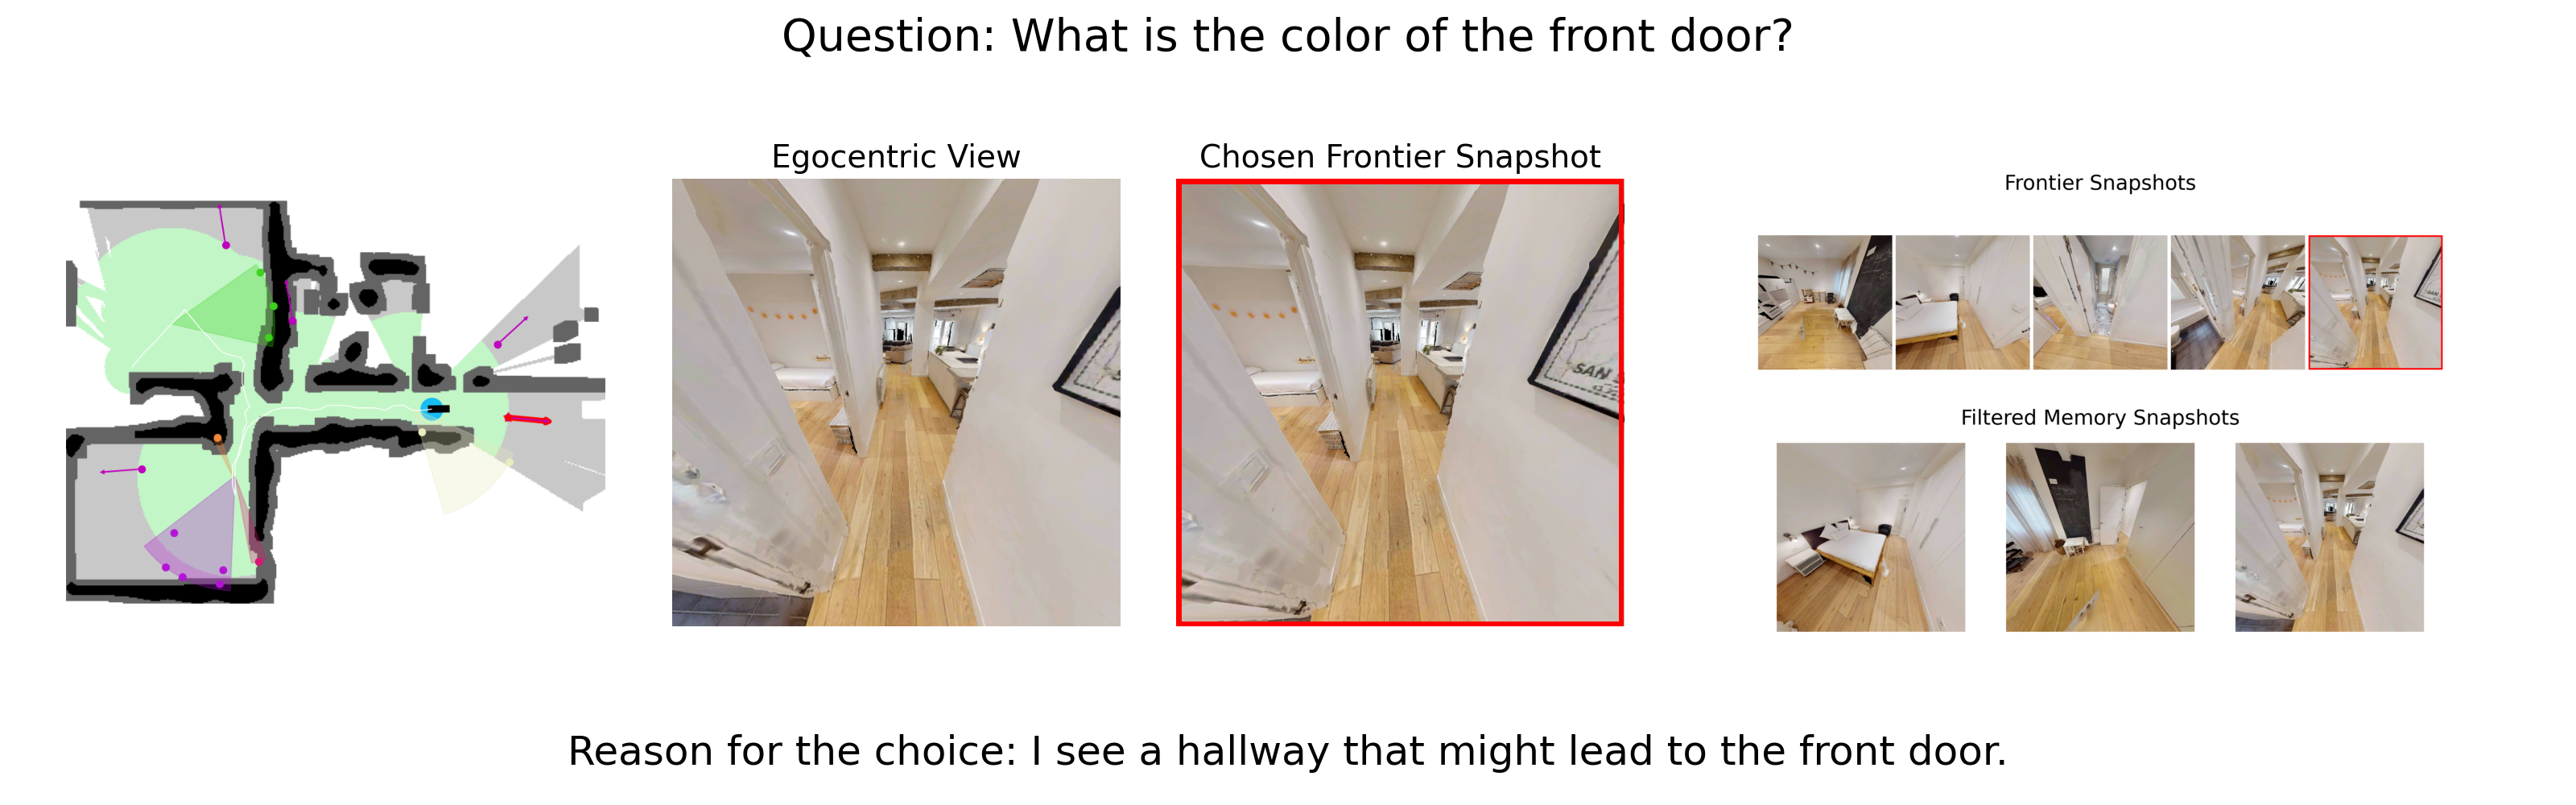 Question: What is the color of the front door?
Egocentric View
Chosen Frontier Snapshot
SAN
Frontier Snapshots
Filtered Memory Snapshots
Reason for the choice: I see a hallway that might lead to the front door.